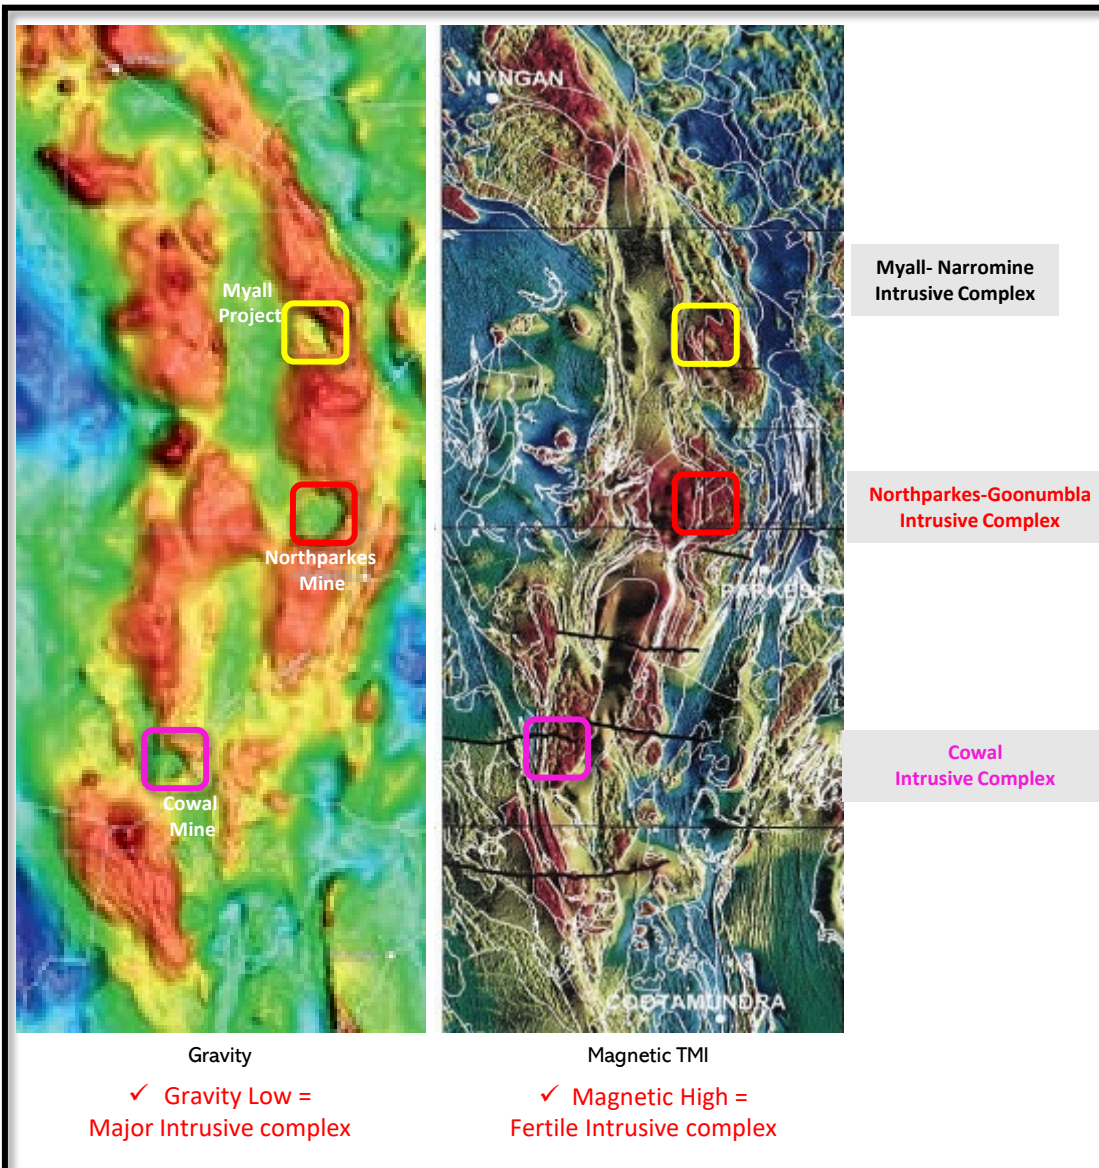 NYNGAN
Myall
Project
Northparkes
Mine
PARKES
Cowal
Mine
COOTAMUNDRA
Myall- Narromine
Intrusive Complex
Northparkes-Goonumbla
Intrusive Complex
Cowal
Intrusive Complex
Gravity
Magnetic TMI
✓ Gravity Low =
Major Intrusive complex
✓ Magnetic High =
Fertile Intrusive complex